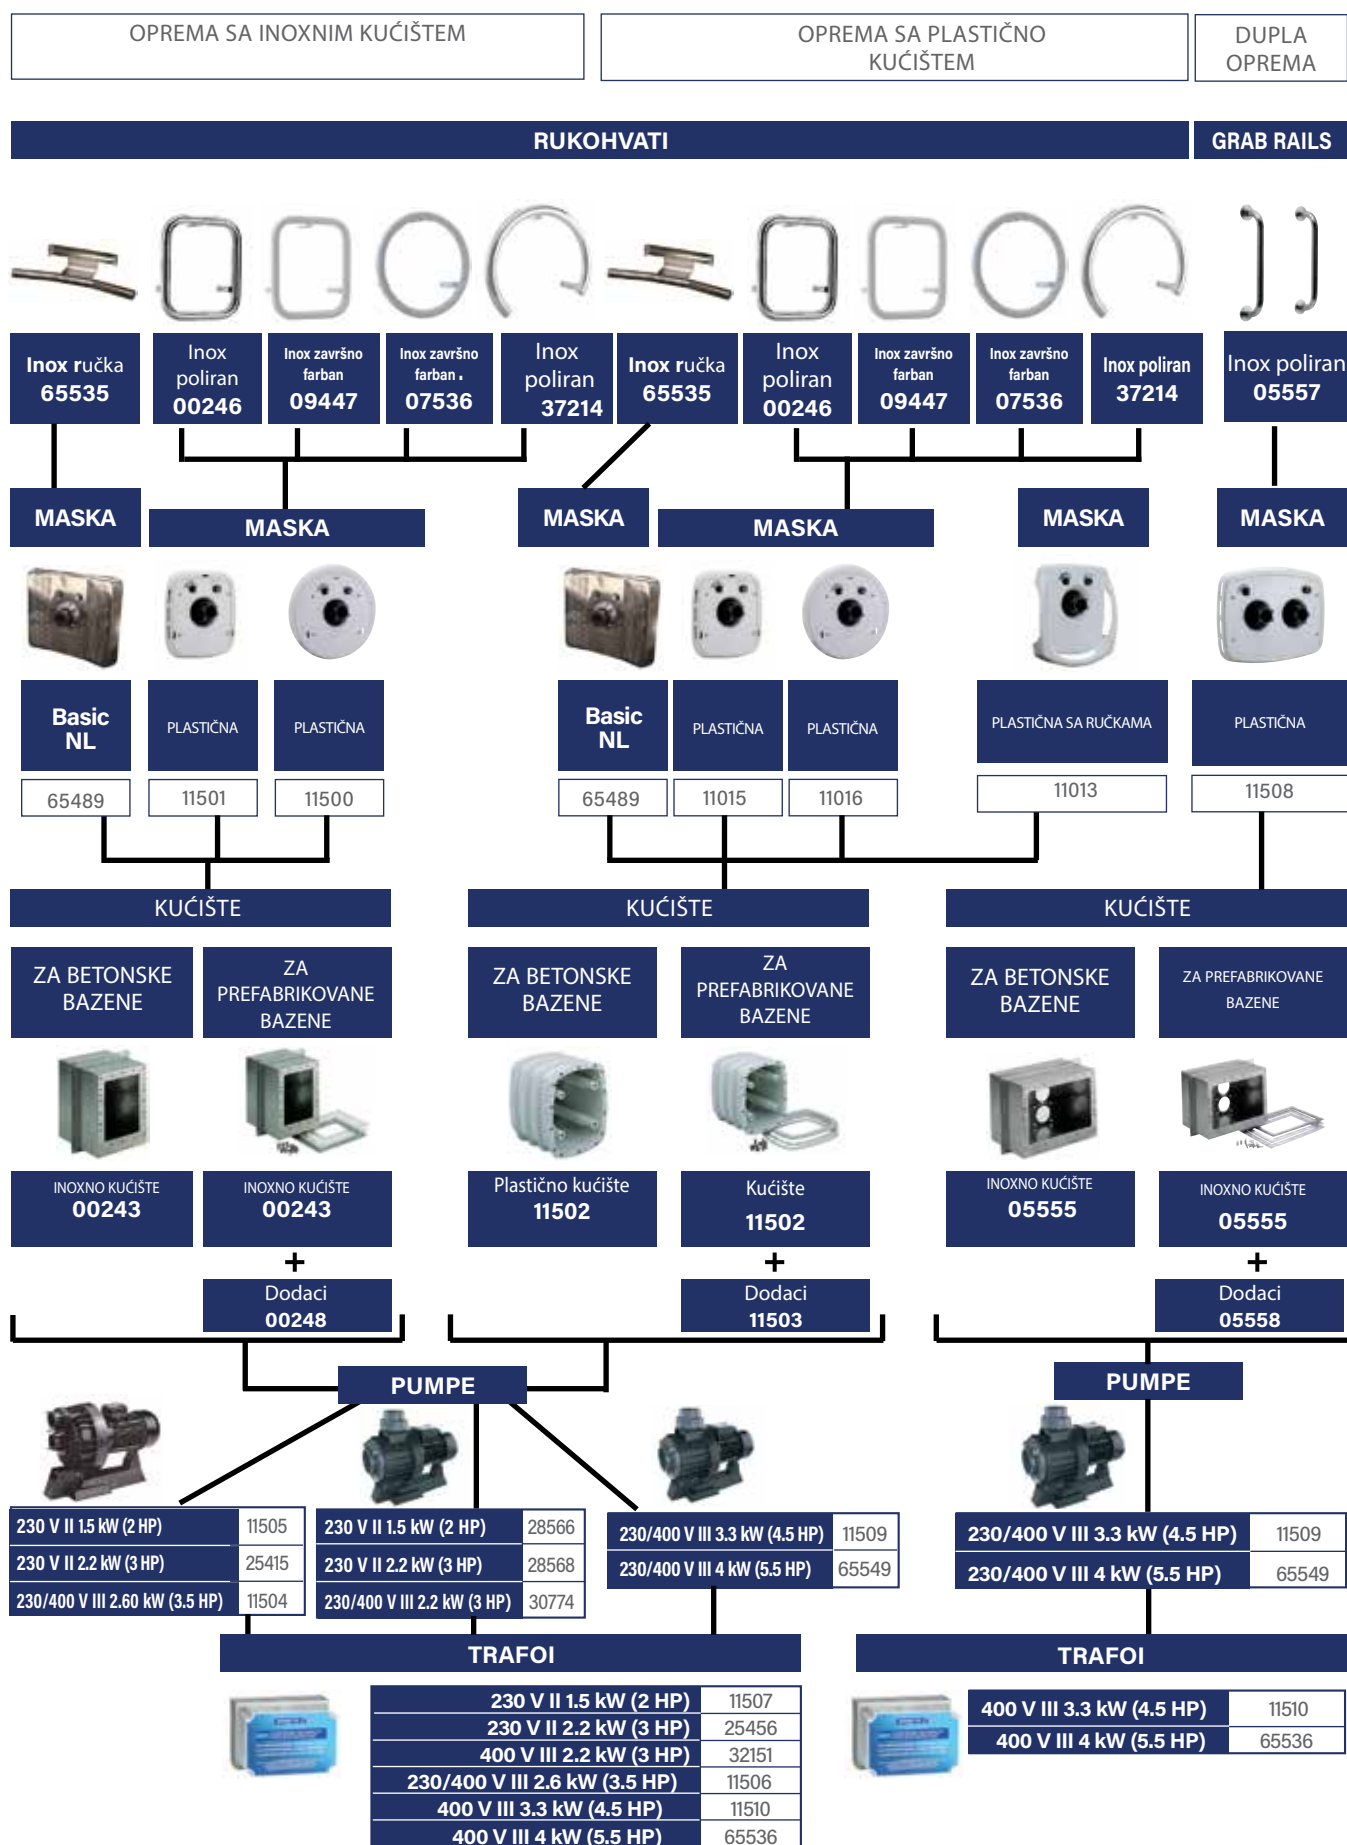 OPREMA SA INOXNIM KUĆIŠTEM
OPREMA SA PLASTIČNO
KUĆIŠTEM
DUPLA
OPREMA
RUKOHVATI
GRAB RAILS
Inox ručka
65535
Inox
poliran
00246
Inox završno
farban
09447
Inox završno
farban .
07536
Inox
poliran
37214
Inox ručka
65535
Inox
poliran
00246
Inox završno
farban
09447
Inox završno
farban
07536
Inox poliran
37214
Inox poliran
05557
MASKA
MASKA
MASKA
MASKA
MASKA
MASKA
Basic
NL
PLASTIČNA
PLASTIČNA
Basic
NL
PLASTIČNA
PLASTIČNA
PLASTIČNA SA RUČKAMA
PLASTIČNA
65489
11501
11500
65489
11015
11016
11013
11508
KUĆIŠTE
KUĆIŠTE
KUĆIŠTE
ZA BETONSKE
BAZENE
ZA
PREFABRIKOVANE
BAZENE
ZA BETONSKE
BAZENE
ZA
PREFABRIKOVANE
BAZENE
ZA BETONSKE
BAZENE
ZA PREFABRIKOVANE
BAZENE
INOXNO KUĆIŠTE
00243
INOXNO KUĆIŠTE
00243
Plastično kućište
11502
Kućište
11502
INOXNO KUĆIŠTE
05555
INOXNO KUĆIŠTE
05555
+
+
+
Dodaci
00248
Dodaci
11503
Dodaci
05558
PUMPE
PUMPE
230 V II 1.5 kW (2 HP) 11505
230 V II 2.2 kW (3 HP) 25415
230/400 V III 2.60 kW (3.5 HP) 11504
230 V II 1.5 kW (2 HP) 28566
230 V II 2.2 kW (3 HP) 28568
230/400 V III 2.2 kW (3 HP) 30774
230/400 V III 3.3 kW (4.5 HP) 11509
230/400 V III 4 kW (5.5 HP) 65549
230/400 V III 3.3 kW (4.5 HP) 11509
230/400 V III 4 kW (5.5 HP) 65549
TRAFOI
TRAFOI
230 V II 1.5 kW (2 HP) 11507
230 V II 2.2 kW (3 HP) 25456
400 V III 2.2 kW (3 HP) 32151
230/400 V III 2.6 kW (3.5 HP) 11506
400 V III 3.3 kW (4.5 HP) 11510
400 V III 4 kW (5.5 HP) 65536
400 V III 3.3 kW (4.5 HP) 11510
400 V III 4 kW (5.5 HP) 65536